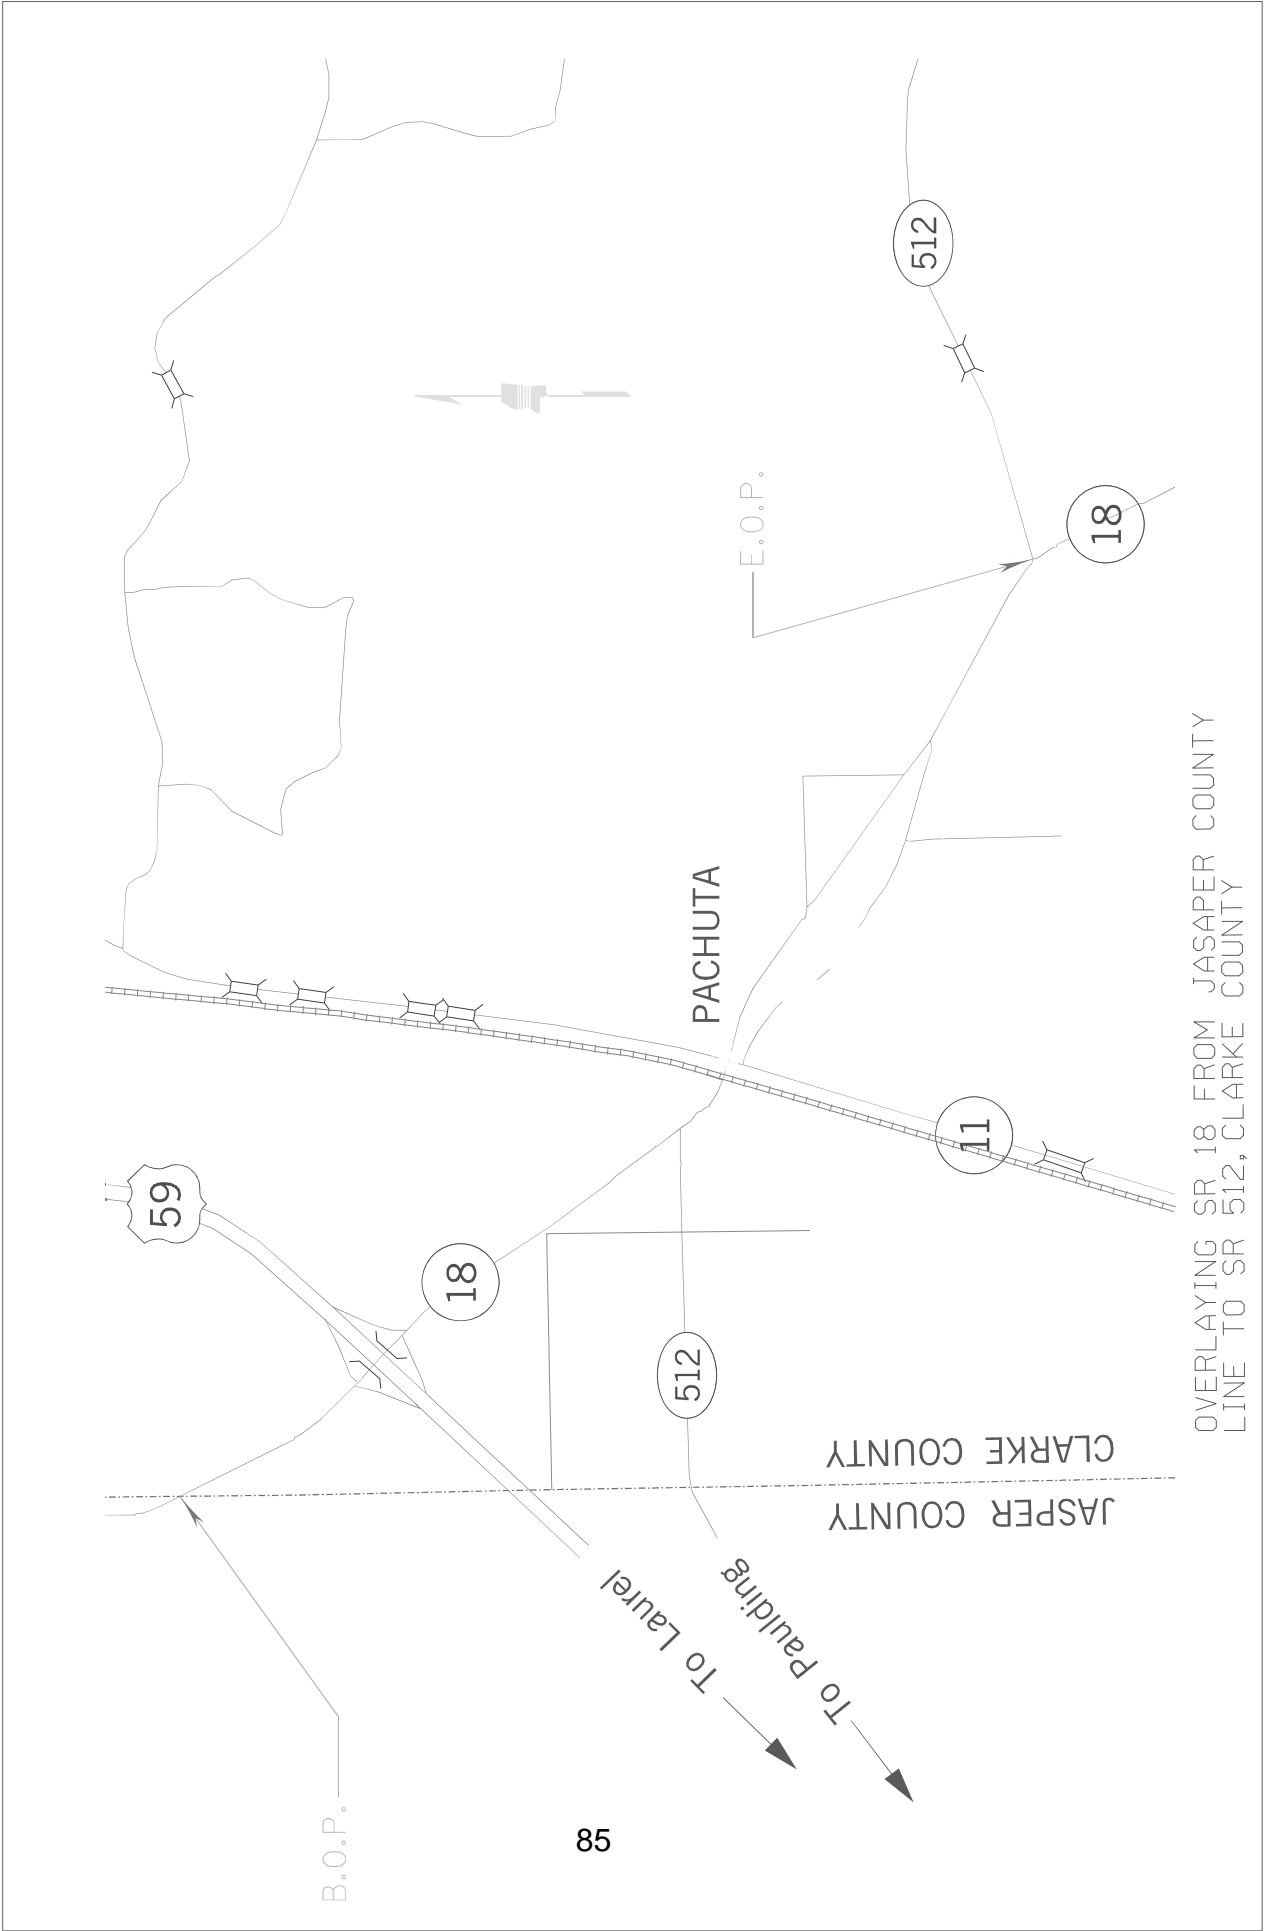 512
E.O.P.
18
PACHUTA
59
18
11
512
CLARKE COUNTY
JASPER COUNTY
To Laurel
To Paulding
B.O.P.
OVERLAYING SR 18 FROM JASAPER COUNTY
LINE TO SR 512, CLARKE COUNTY
85